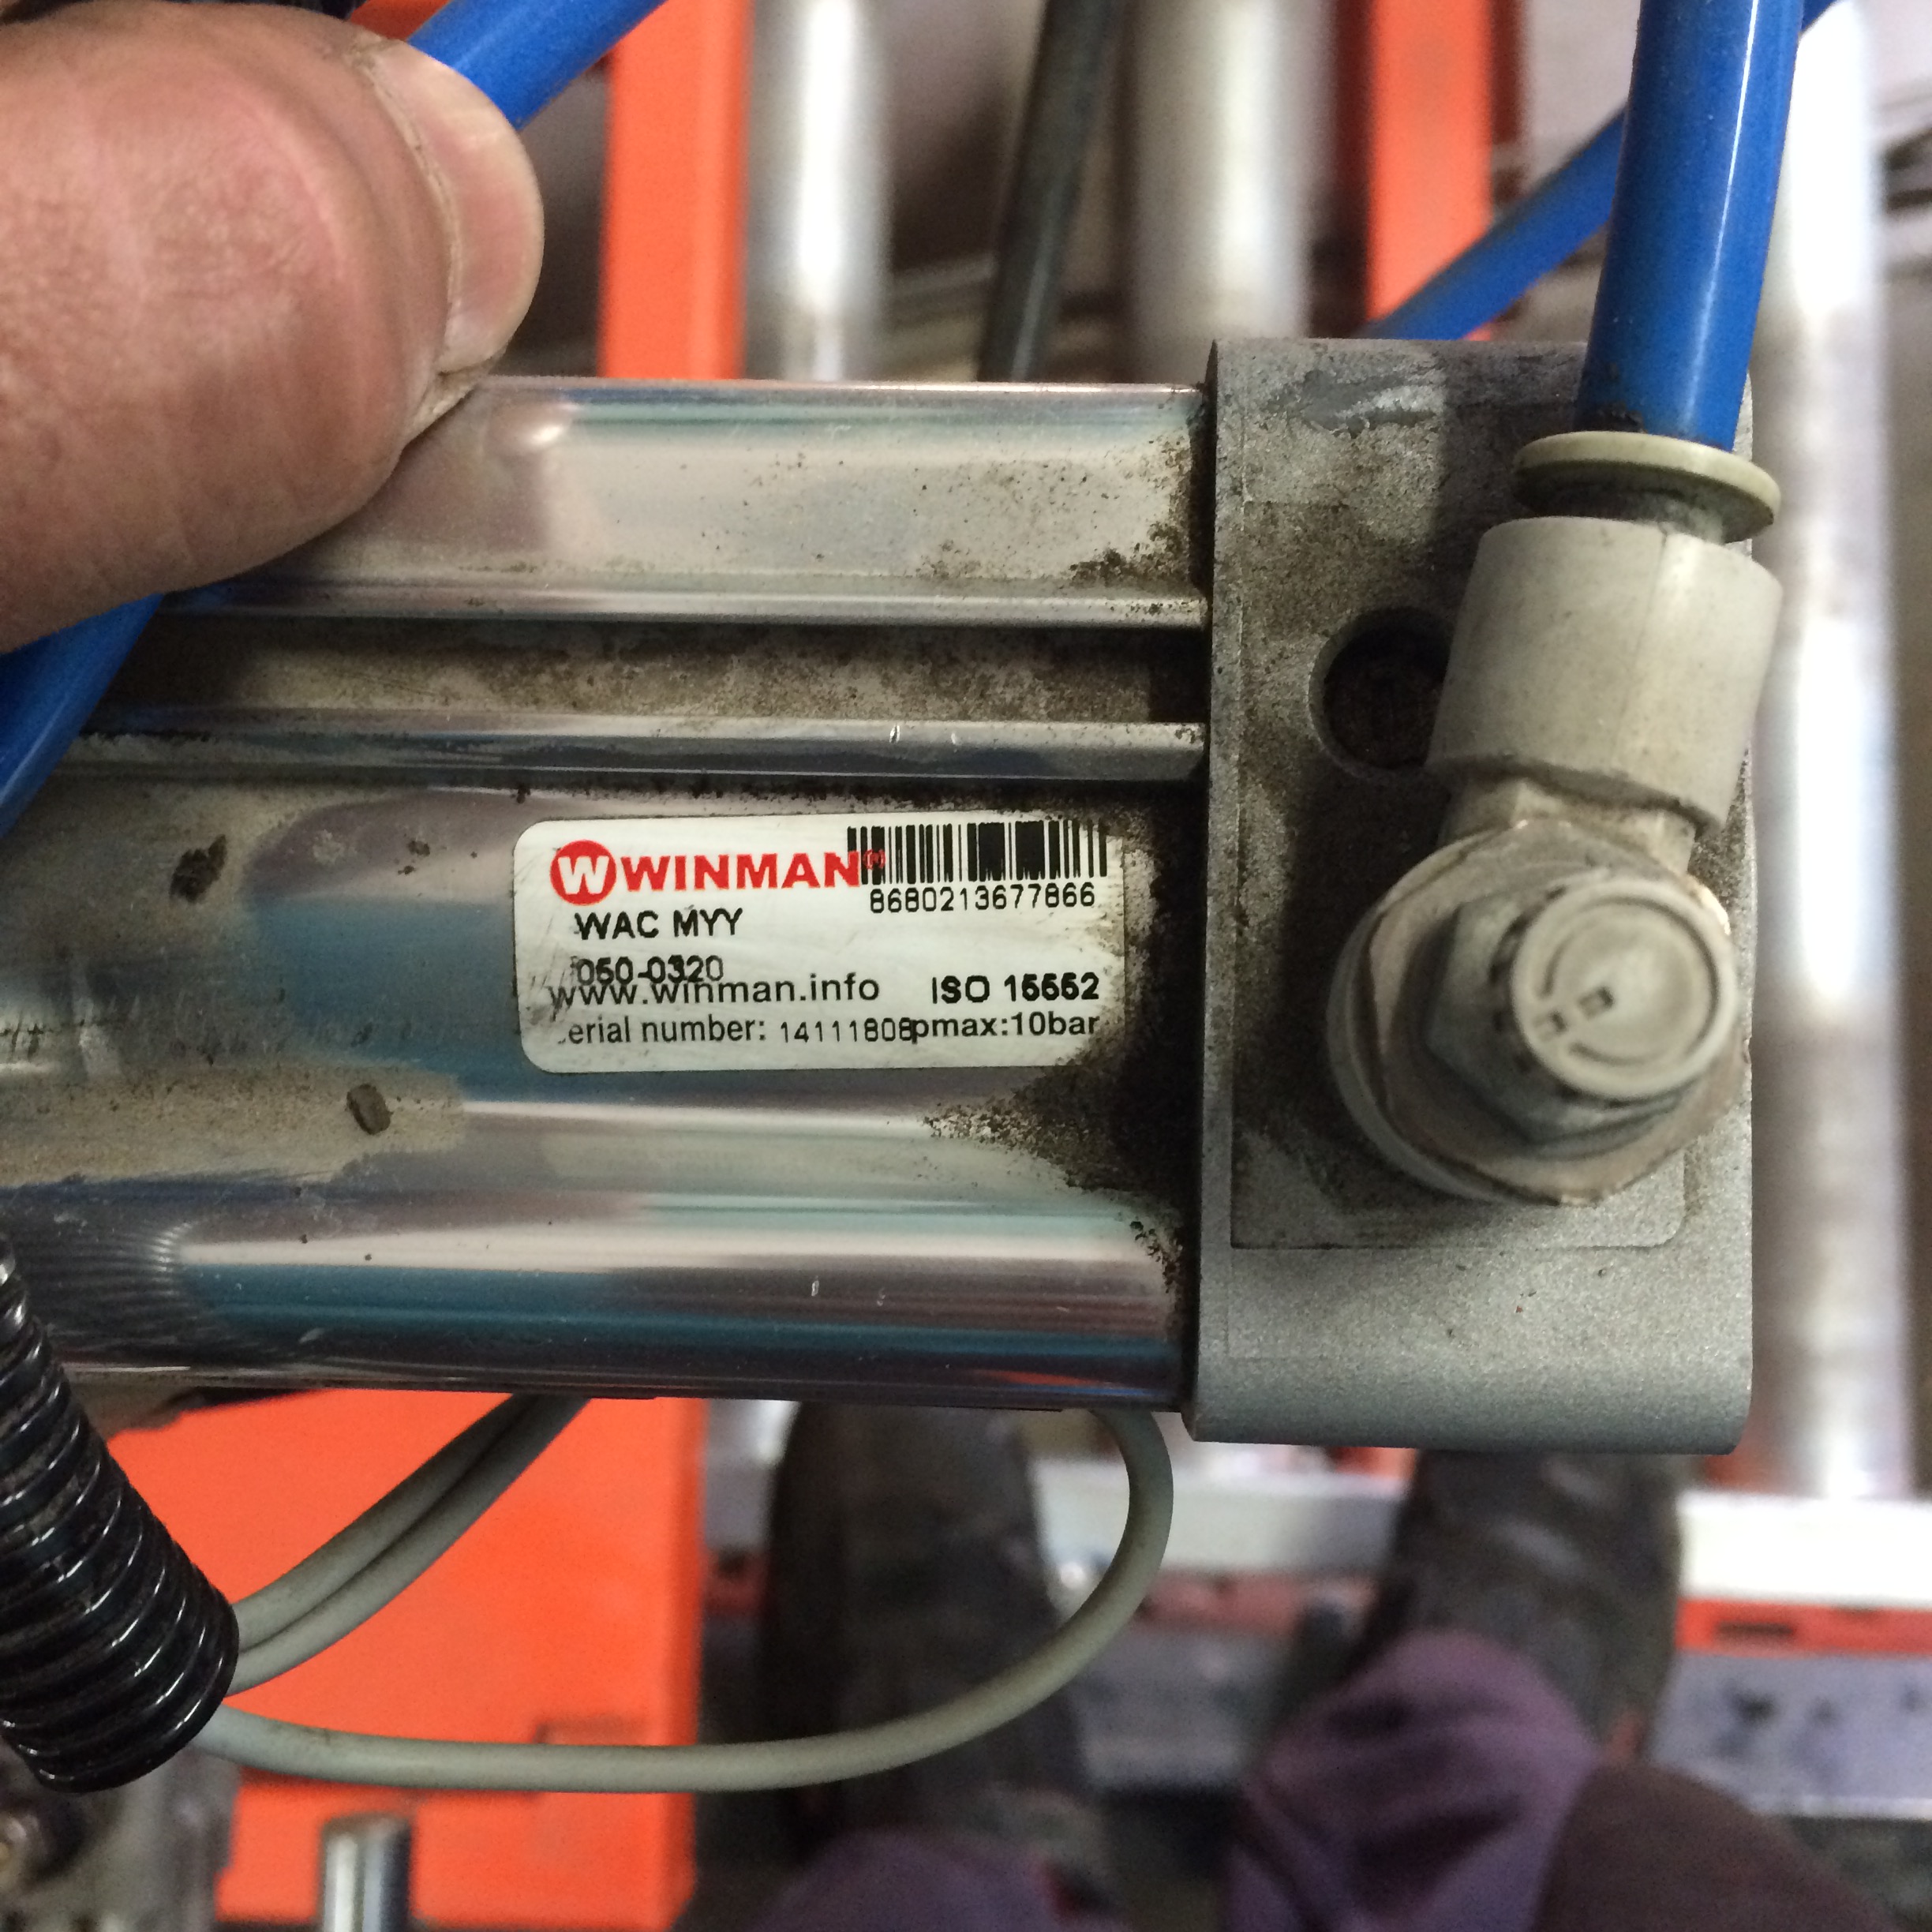 W WINMAN®
8680213677866
WAC MYY
050-0320
www.winman.info ISO 15552
erial number: 14111808 pmax:10bar